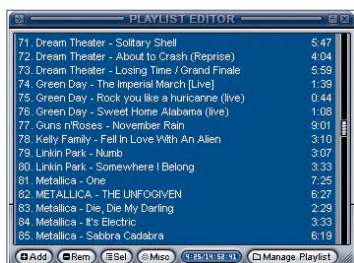 PLAYLIST EDITOR
71. Dream Theater - Solitary Shell 5:47
72. Dream Theater - About to Crash (Reprise) 4:04
73. Dream Theater - Losing Time / Grand Finale 5:59
74. Green Day - The Imperial March [Live] 1:39
75. Green Day - Rock you like a huricanne (live) 0:44
76. Green Day - Sweet Home Alabama (live) 1:08
77. Guns n'Roses - November Rain 9:01
78. Kelly Family - Fell In Love With An Alien 3:10
79. Linkin Park - Numb 3:07
80. Linkin Park - Somewhere I Belong 3:33
81. Metallica - One 7:25
82. METALLICA - THE UNFOGIVEN 6:27
83. Metallica - Die, Die My Darling 2:29
84. Metallica - It's Electric 3:33
85. Metallica - Sabbra Cadabra 6:19
Add Rem Sel Misc 4:25/14:52:41 Manage Playlist